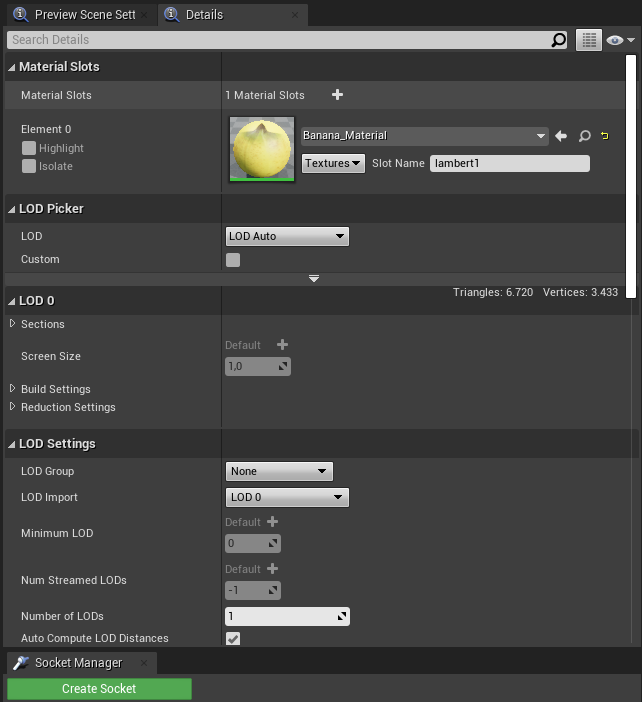 Preview Scene Sett
Details
Search Details
Material Slots
Material Slots 1 Material Slots
Element 0
Highlight
Isolate
Banana_Material
Textures Slot Name lambert1
LOD Picker
LOD LOD Auto
Custom
LOD 0
Triangles: 6.720 Vertices: 3.433
Sections
Screen Size
Default
1,0
Build Settings
Reduction Settings
LOD Settings
LOD Group None
LOD Import LOD 0
Minimum LOD
Default
0
Num Streamed LODs
Default
-1
Number of LODs 1
Auto Compute LOD Distances
Socket Manager
Create Socket